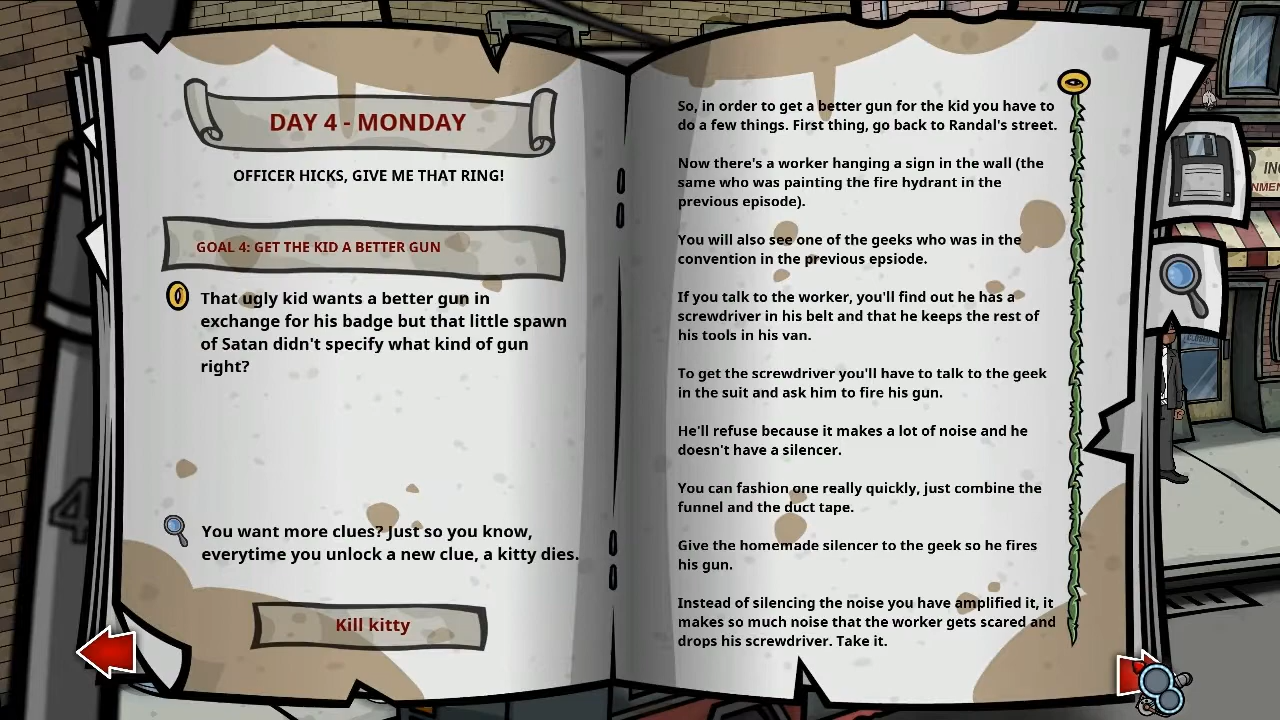 DAY 4 - MONDAY
OFFICER HICKS, GIVE ME THAT RING!
GOAL 4: GET THE KID A BETTER GUN
That ugly kid wants a better gun in
exchange for his badge but that little spawn
of Satan didn't specify what kind of gun
right?
You want more clues? Just so you know,
everytime you unlock a new clue, a kitty dies.
Kill kitty
So, in order to get a better gun for the kid you have to
do a few things. First thing, go back to Randal's street.
Now there's a worker hanging a sign in the wall (the
same who was painting the fire hydrant in the
previous episode).
You will also see one of the geeks who was in the
convention in the previous epsiode.
If you talk to the worker, you'll find out he has a
screwdriver in his belt and that he keeps the rest of
his tools in his van.
To get the screwdriver you'll have to talk to the geek
in the suit and ask him to fire his gun.
He'll refuse because it makes a lot of noise and he
doesn't have a silencer.
You can fashion one really quickly, just combine the
funnel and the duct tape.
Give the homemade silencer to the geek so he fires
his gun.
Instead of silencing the noise you have amplified it, it
makes so much noise that the worker gets scared and
drops his screwdriver. Take it.
4